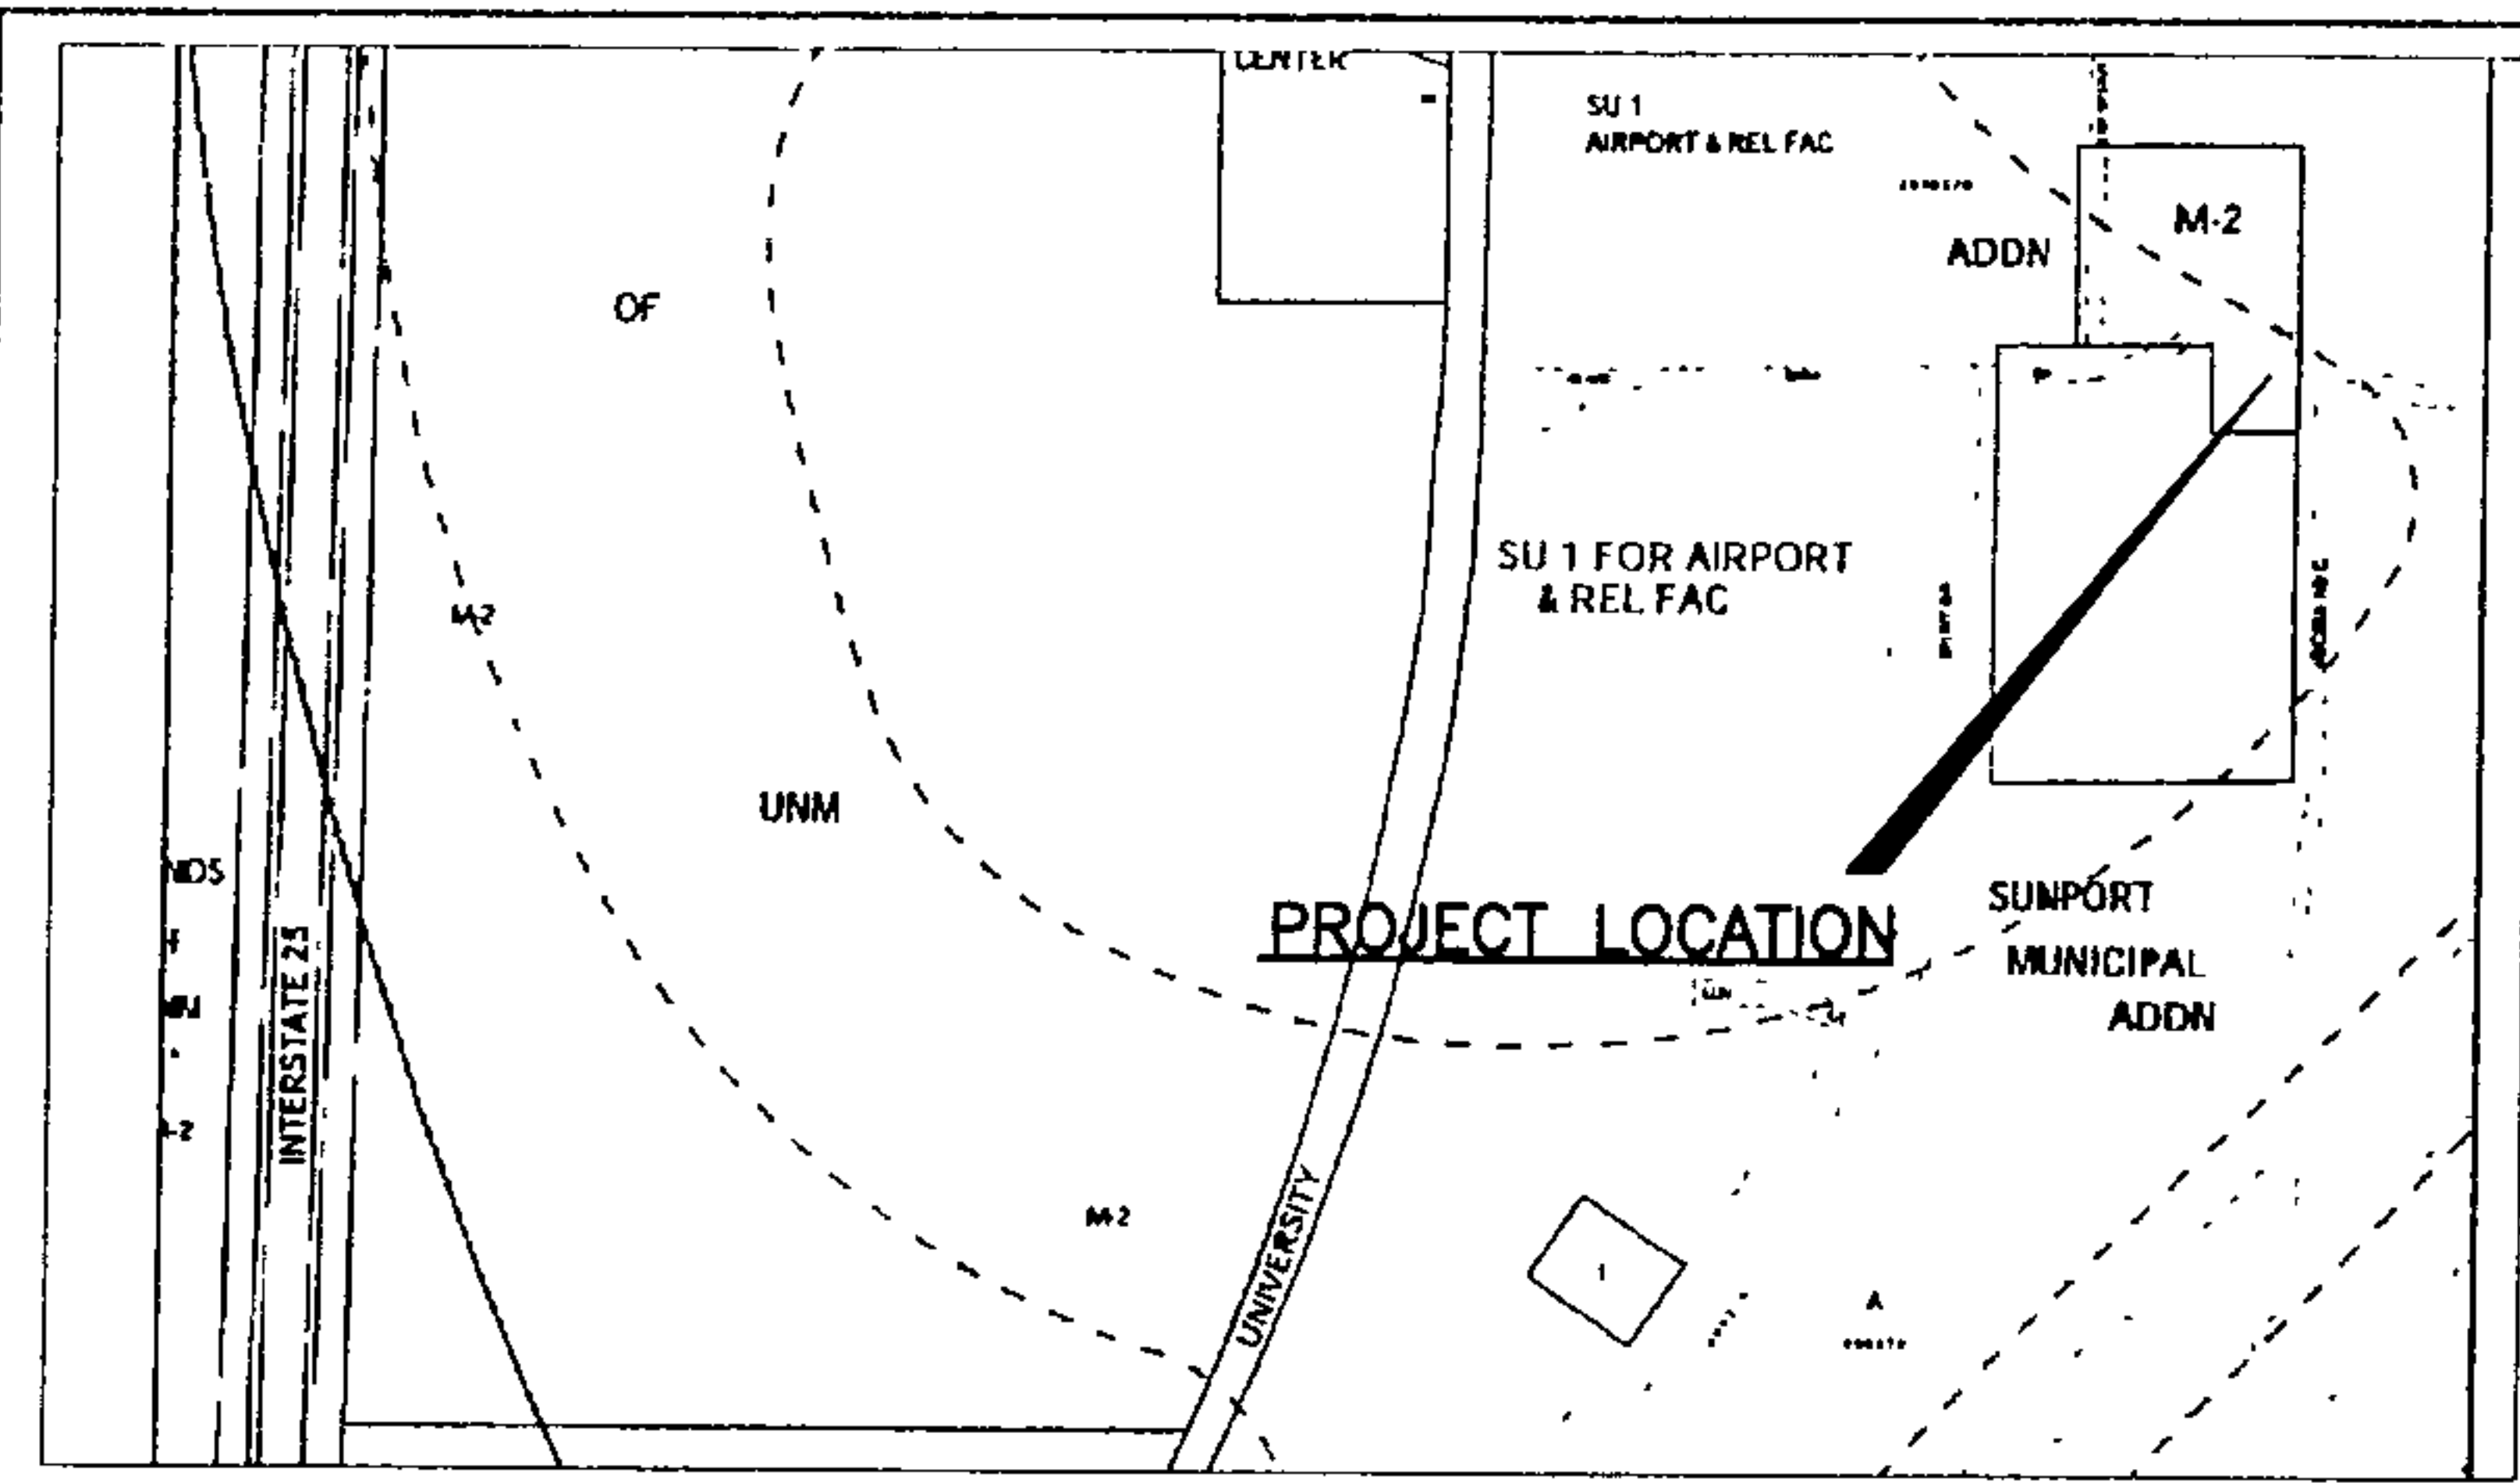 CENTER
SU 1
AIRPORT & REL FAC
M-2
ADDN
OF
SU 1 FOR AIRPORT
& REL FAC
M-2
UNM
PROJECT LOCATION
SUNPORT
MUNICIPAL
ADDN
INTERSTATE 25
M-2
UNIVERSITY
1
A